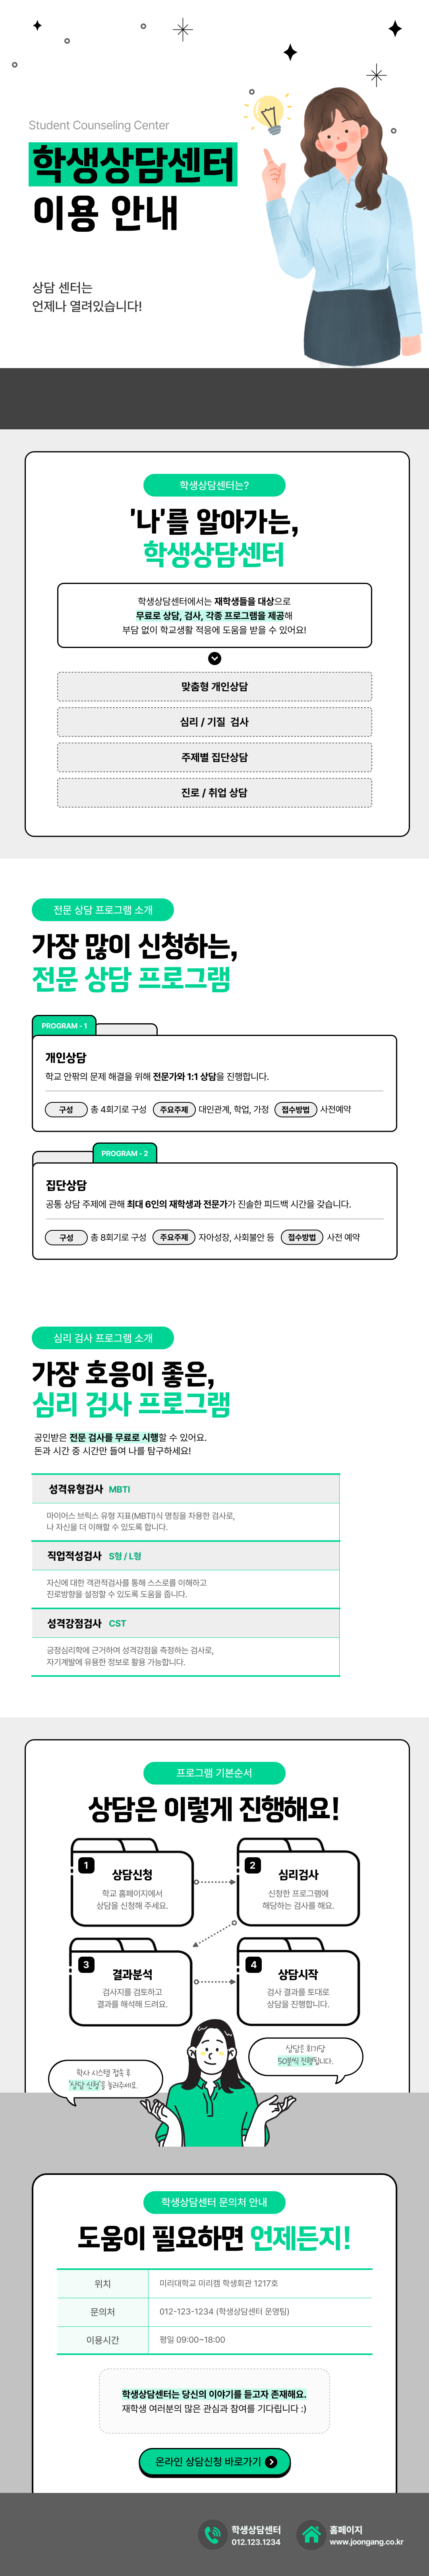 Student Counseling Center
학생상담센터
이용 안내
상담 센터는
언제나 열려있습니다!
학생상담센터는?
'나'를 알아가는,
학생상담센터
학생상담센터에서는 재학생들을 대상으로
무료로 상담, 검사, 각종 프로그램을 제공해
부담 없이 학교생활 적응에 도움을 받을 수 있어요!
맞춤형 개인상담
심리 / 기질 검사
주제별 집단상담
진로 / 취업 상담
전문 상담 프로그램 소개
가장 많이 신청하는,
전문 상담 프로그램
PROGRAM - 1
개인상담
학교 안팎의 문제 해결을 위해 전문가와 1:1 상담을 진행합니다.
구성 총 4회기로 구성 주요주제 대인관계, 학업, 가정 접수방법 사전예약
PROGRAM - 2
집단상담
공통 상담 주제에 관해 최대 6인의 재학생과 전문가가 진솔한 피드백 시간을 갖습니다.
구성 총 8회기로 구성 주요주제 자아성장, 사회불안 등 접수방법 사전 예약
심리 검사 프로그램 소개
가장 호응이 좋은,
심리 검사 프로그램
공인받은 전문 검사를 무료로 시행할 수 있어요.
돈과 시간 중 시간만 들여 나를 탐구하세요!
성격유형검사 MBTI
마이어스 브릭스 유형 지표(MBTI)식 명칭을 차용한 검사로,
나 자신을 더 이해할 수 있도록 합니다.
직업적성검사 S형 / L형
자신에 대한 객관적검사를 통해 스스로를 이해하고
진로방향을 설정할 수 있도록 도움을 줍니다.
성격강점검사 CST
긍정심리학에 근거하여 성격강점을 측정하는 검사로,
자기계발에 유용한 정보로 활용 가능합니다.
프로그램 기본순서
상담은 이렇게 진행해요!
1
상담신청
학교 홈페이지에서
상담을 신청해 주세요.
2
심리검사
신청한 프로그램에
해당하는 검사를 해요.
3
결과분석
검사지를 검토하고
결과를 해석해 드려요.
4
상담시작
검사 결과를 토대로
상담을 진행합니다.
상담은 회기당
50분씩 진행됩니다.
학사 시스템 접속 후
'상담 신청'을 눌러주세요.
학생상담센터 문의처 안내
도움이 필요하면 언제든지!
위치 미리대학교 미리캠 학생회관 1217호
문의처 012-123-1234 (학생상담센터 운영팀)
이용시간 평일 09:00~18:00
학생상담센터는 당신의 이야기를 듣고자 존재해요.
재학생 여러분의 많은 관심과 참여를 기다립니다 :)
온라인 상담신청 바로가기
학생상담센터
012.123.1234
홈페이지
www.joongang.co.kr